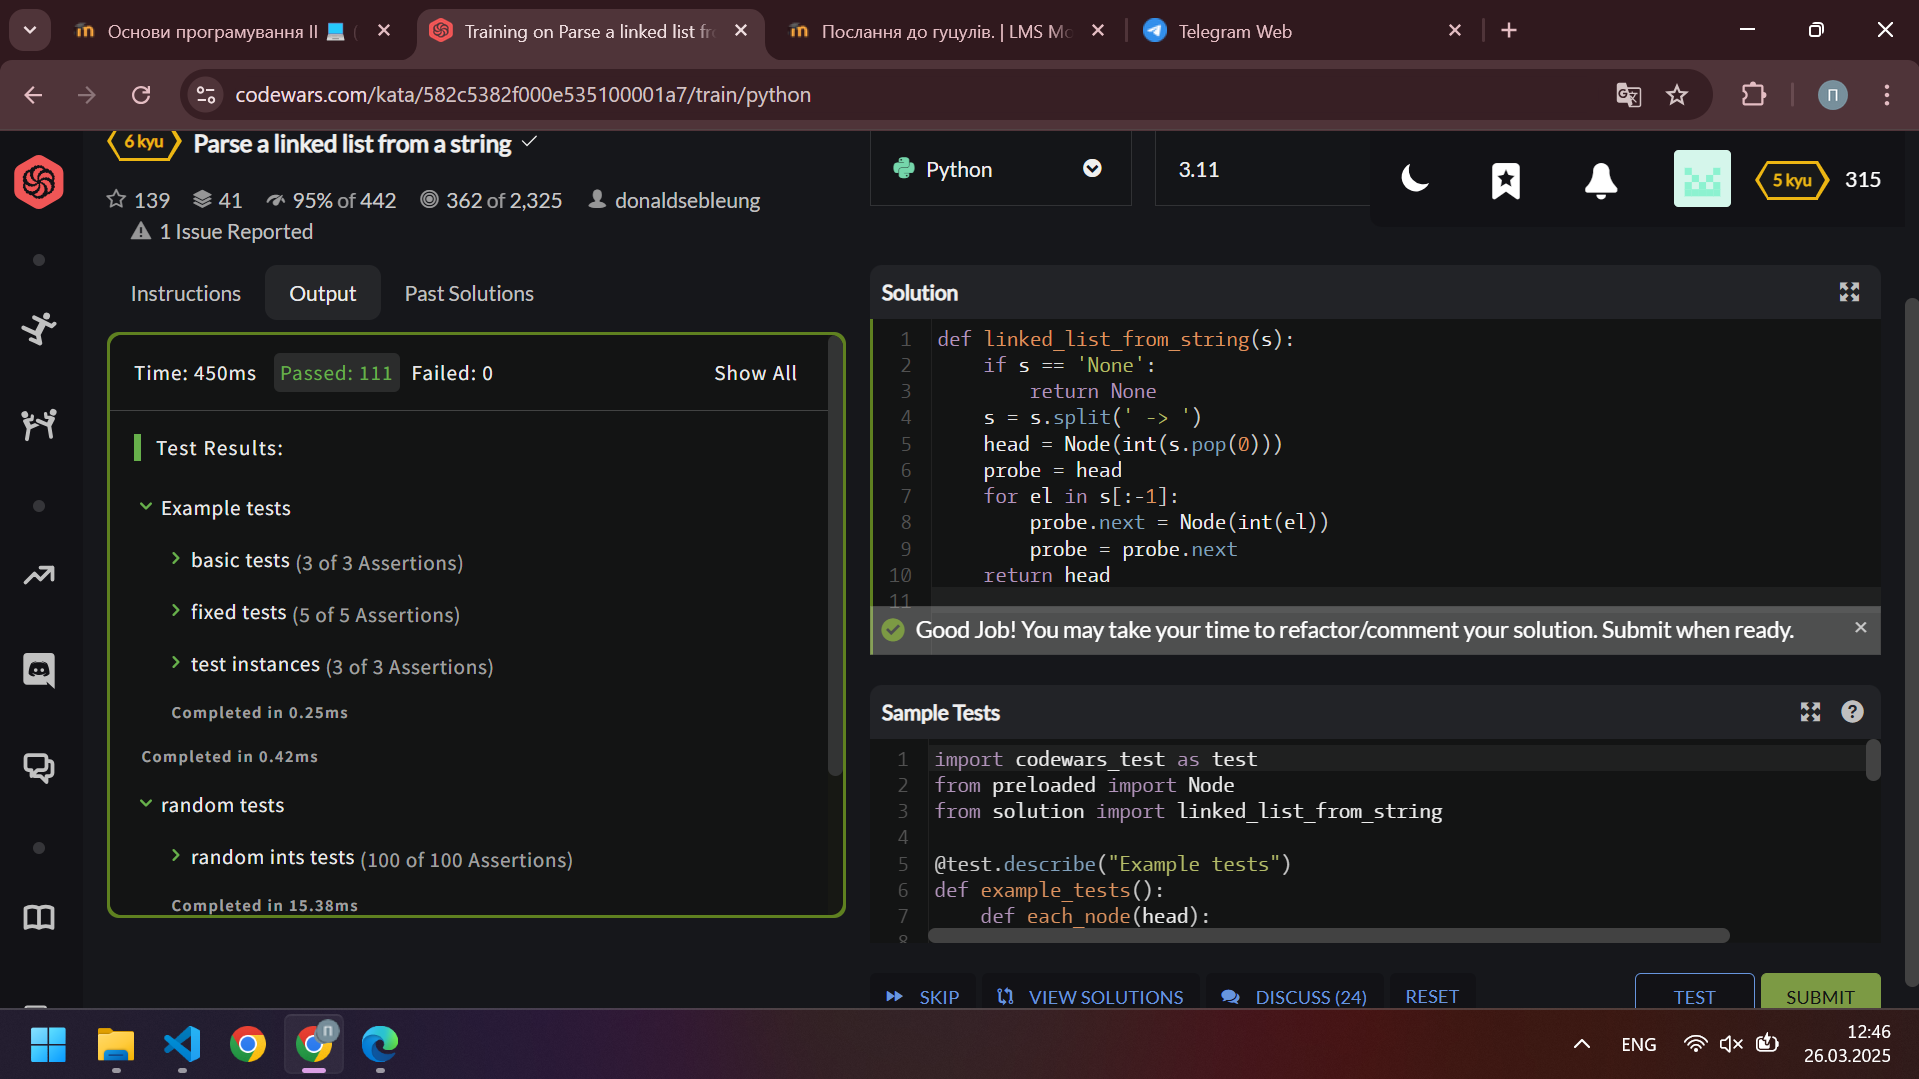 Основи програмування II 💻 (
Training on Parse a linked list fr
Послання до гуцулів. | LMS Mo
Telegram Web
codewars.com/kata/582c5382f000e535100001a7/train/python
П
6 kyu
Parse a linked list from a string
139
41
95% of 442
362 of 2,325
donaldsebleung
1 Issue Reported
Python
3.11
5 kyu
315
Instructions
Output
Past Solutions
Time: 450ms
Passed: 111
Failed: 0
Show All
Test Results:
Example tests
basic tests (3 of 3 Assertions)
fixed tests (5 of 5 Assertions)
test instances (3 of 3 Assertions)
Completed in 0.25ms
Completed in 0.42ms
random tests
random ints tests (100 of 100 Assertions)
Completed in 15.38ms
Solution
1 def linked_list_from_string(s):
2     if s == 'None':
3         return None
4     s = s.split(' -> ')
5     head = Node(int(s.pop(0)))
6     probe = head
7     for el in s[:-1]:
8         probe.next = Node(int(el))
9         probe = probe.next
10     return head
11
Good Job! You may take your time to refactor/comment your solution. Submit when ready.
Sample Tests
1 import codewars_test as test
2 from preloaded import Node
3 from solution import linked_list_from_string
4
5 @test.describe("Example tests")
6 def example_tests():
7     def each_node(head):
8
SKIP
VIEW SOLUTIONS
DISCUSS (24)
RESET
TEST
SUBMIT
П
ENG
12:46
26.03.2025